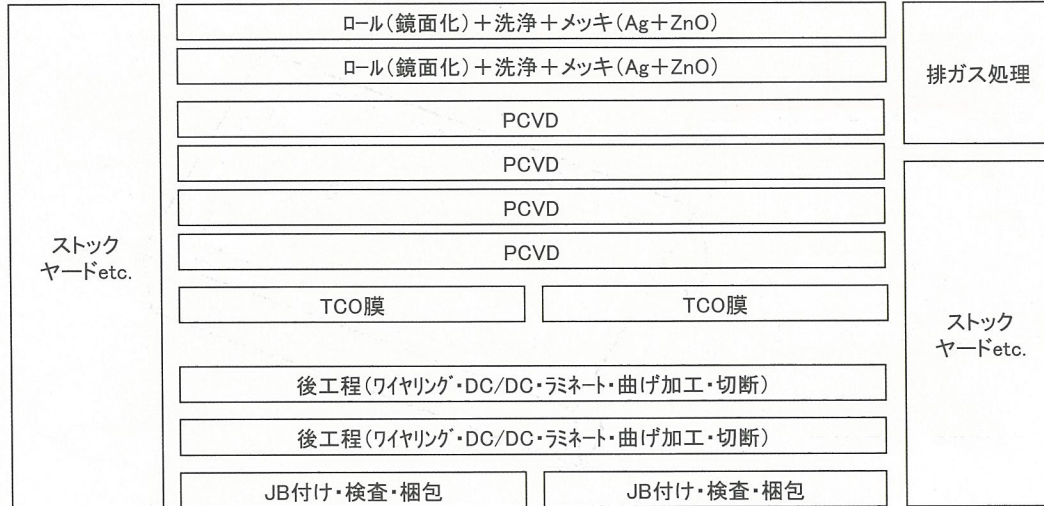 ロール(鏡面化)+洗浄+メッキ(Ag+ZnO)
ロール(鏡面化)+洗浄+メッキ(Ag+ZnO)
排ガス処理
PCVD
PCVD
PCVD
PCVD
ストック
ヤードetc.
TCO膜
TCO膜
ストック
ヤードetc.
後工程(ワイヤリング・DC/DC・ラミネート・曲げ加工・切断)
後工程(ワイヤリング・DC/DC・ラミネート・曲げ加工・切断)
JB付け・検査・梱包
JB付け・検査・梱包